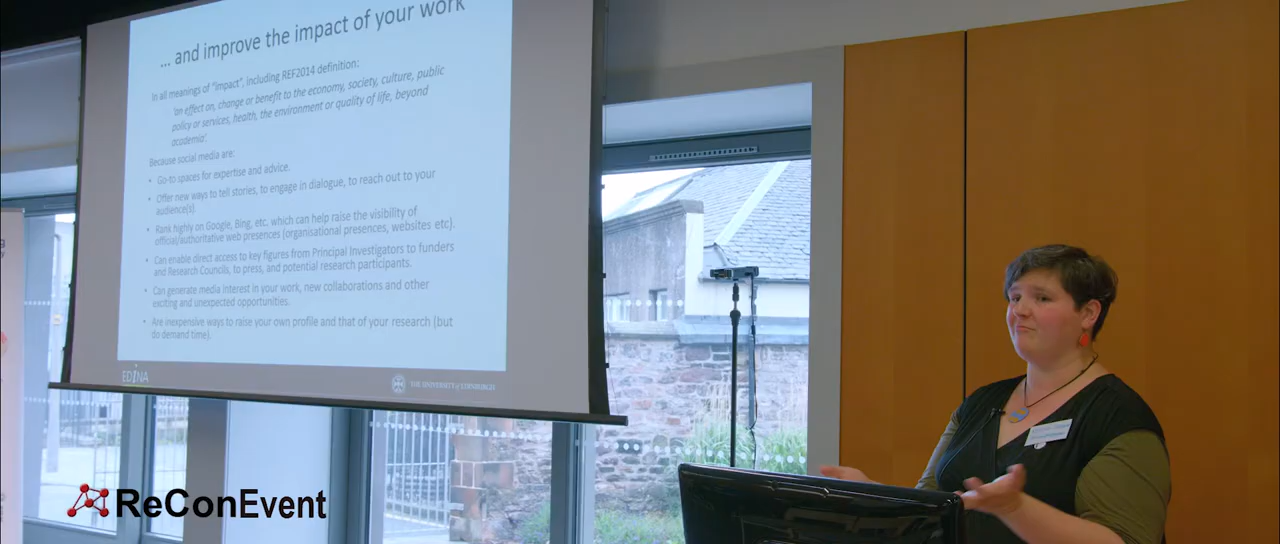 ... and improve the impact of your work
In all meanings of "impact", including REF2014 definition:
'an effect on, change or benefit to the economy, society, culture, public
policy or services, health, the environment or quality of life, beyond
academia'.
Because social media are:
• Go-to spaces for expertise and advice.
• Offer new ways to tell stories, to engage in dialogue, to reach out to your
audience(s).
• Rank highly on Google, Bing, etc. which can help raise the visibility of
official/authoritative web presences (organisational presences, websites etc).
• Can enable direct access to key figures from Principal Investigators to funders
and Research Councils, to press, and potential research participants.
• Can generate media interest in your work, new collaborations and other
exciting and unexpected opportunities.
• Are inexpensive ways to raise your own profile and that of your research (but
do demand time).
EDINA
THE UNIVERSITY of EDINBURGH
ReConEvent